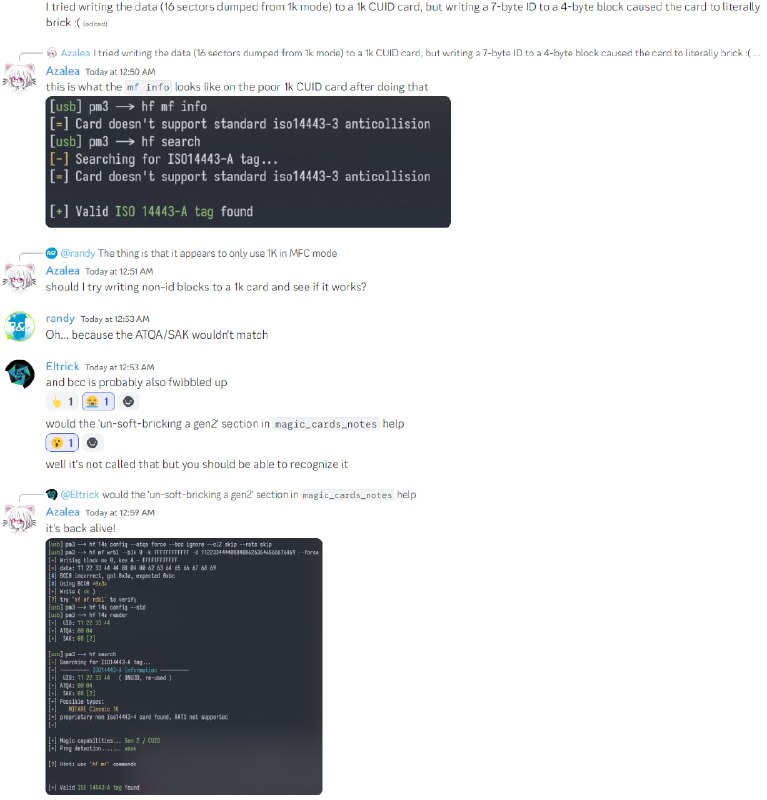 I tried writing the data (16 sectors dumped from 1k mode) to a 1k CUID card, but writing a 7-byte ID to a 4-byte block caused the card to literally
brick :( (edited)
Azalea I tried writing the data (16 sectors dumped from 1k mode) to a 1k CUID card, but writing a 7-byte ID to a 4-byte block caused the card to literally brick :( ...
Azalea Today at 12:50 AM
this is what the mf info looks like on the poor 1k CUID card after doing that
[usb] pm3 --> hf mf info
[=] Card doesn't support standard iso14443-3 anticollision
[usb] pm3 --> hf search
[-] Searching for ISO14443-A tag...
[=] Card doesn't support standard iso14443-3 anticollision
[+] Valid ISO 14443-A tag found
@randy The thing is that it appears to only use 1K in MFC mode
Azalea Today at 12:51 AM
should I try writing non-id blocks to a 1k card and see if it works?
randy Today at 12:53 AM
Oh... because the ATQA/SAK wouldn't match
Eltrick Today at 12:53 AM
and bcc is probably also fwibbled up
1 1
would the 'un-soft-bricking a gen2' section in magic_cards_notes help
1
well it's not called that but you should be able to recognize it
@Eltrick would the 'un-soft-bricking a gen2' section in magic_cards_notes help
Azalea Today at 12:59 AM
it's back alive!
[usb] pm3 --> hf 14a config --atqa force --bcc ignore --cl2 skip --rats skip
[usb] pm3 --> hf mf wrbl --blk 0 -k FFFFFFFFFFFF -d 11223344440804006263646566676869 --force
[=] Writing block no 0, key A - FFFFFFFFFFFF
[=] data: 11 22 33 44 44 08 04 00 62 63 64 65 66 67 68 69
[#] Using BCC0
[+] Write ( ok )
[?] try 'hf mf rdbl' to verify
[usb] pm3 --> hf 14a config --std
[usb] pm3 --> hf 14a reader
[+] UID: 11 22 33 44
[+] ATQA: 00 04
[+] SAK: 08 [2]
[usb] pm3 --> hf search
[-] Searching for ISO14443-A tag...
[=] ISO14443-A Information
[+] UID: 11 22 33 44 ( ONUID, re-used )
[+] ATQA: 00 04
[+] SAK: 08 [2]
[+] Possible types:
[+] MIFARE Classic 1K
[=] proprietary non iso14443-4 card found, RATS not supported
[=]
[+] Magic capabilities... Gen 2 / CUID
[+] Prng detection....... weak
[?] Hint: use `hf mf` commands
[+] Valid ISO 14443-A tag found